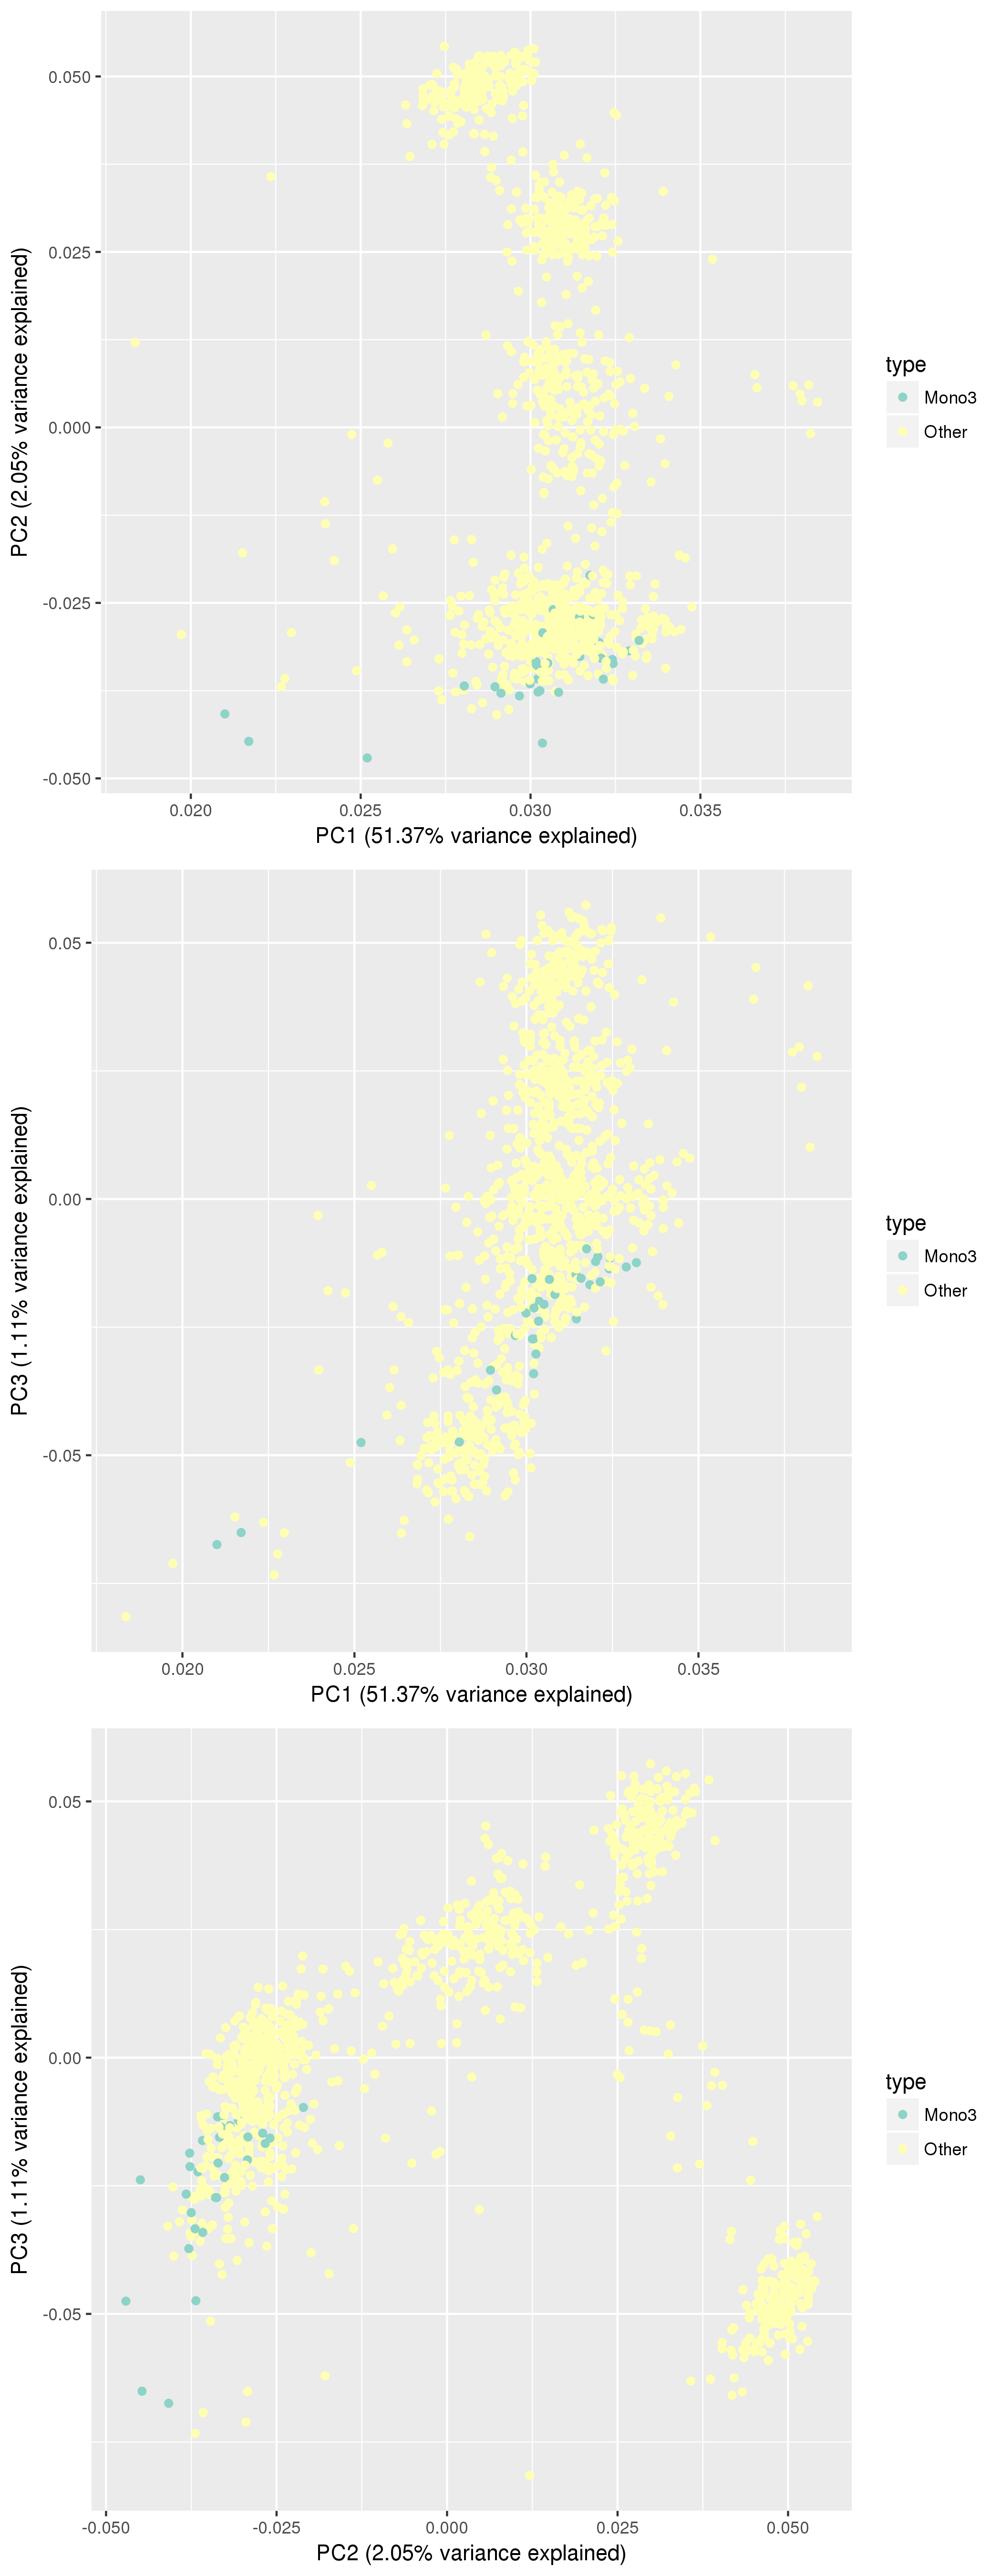 0.050
0.025
0.000
-0.025
-0.050
PC2 (2.05% variance explained)
0.020 0.025 0.030 0.035
PC1 (51.37% variance explained)
type
Mono3
Other
0.05
0.00
-0.05
PC3 (1.11% variance explained)
0.020 0.025 0.030 0.035
PC1 (51.37% variance explained)
type
Mono3
Other
0.05
0.00
-0.05
PC3 (1.11% variance explained)
-0.050 -0.025 0.000 0.025 0.050
PC2 (2.05% variance explained)
type
Mono3
Other